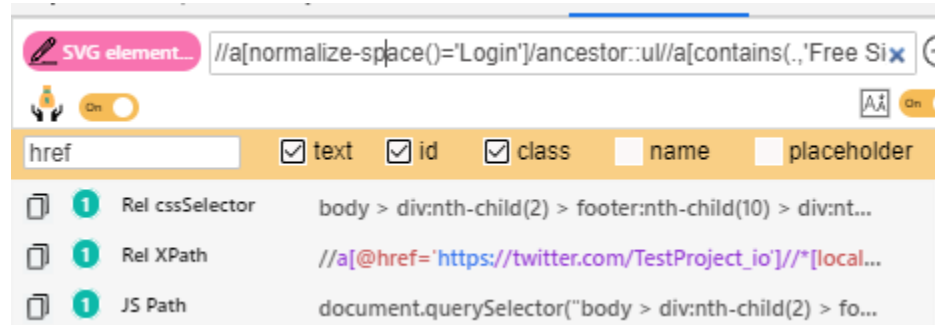 SVG element... //a[normalize-space()='Login']/ancestor::ul//a[contains(.,'Free Si x
On On
href text id class name placeholder
1 Rel cssSelector body > div:nth-child(2) > footer:nth-child(10) > div:nt...
1 Rel XPath //a[@href='https://twitter.com/TestProject_io']//*[local...
1 JS Path document.querySelector("body > div:nth-child(2) > fo...